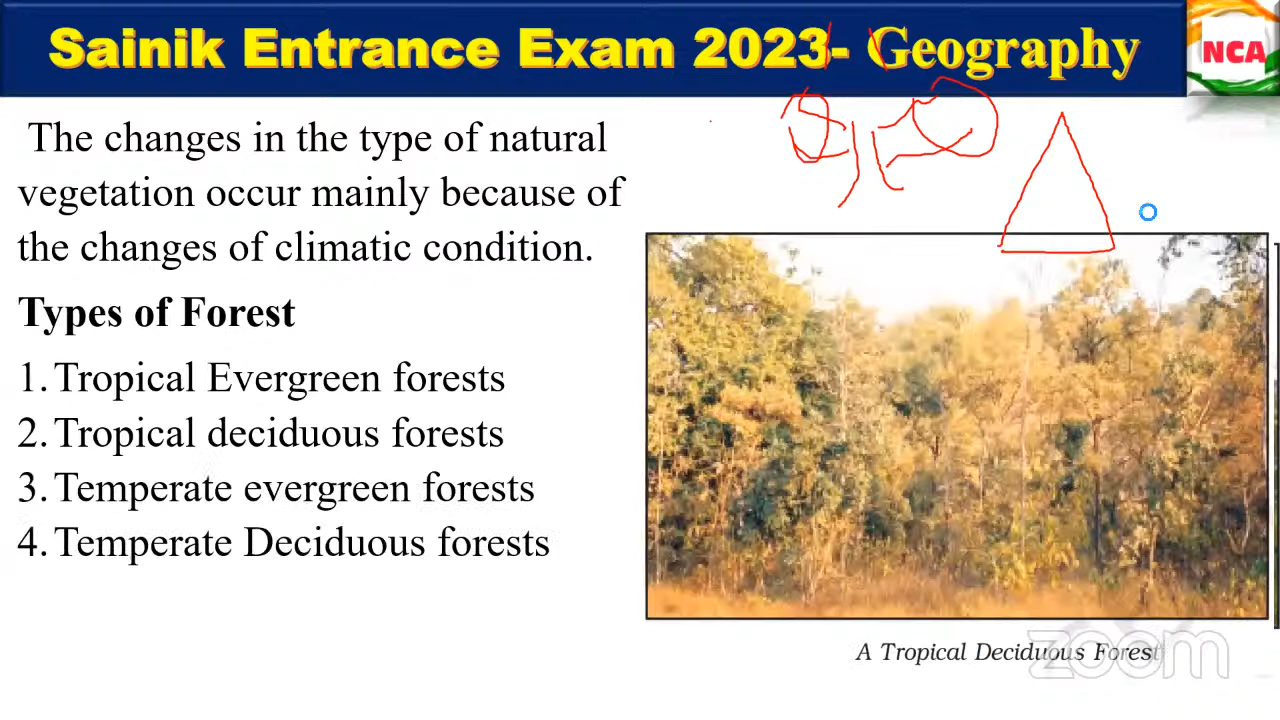 Sainik Entrance Exam 2023- Geography
NCA
The changes in the type of natural
vegetation occur mainly because of
the changes of climatic condition.
Types of Forest
1. Tropical Evergreen forests
2. Tropical deciduous forests
3. Temperate evergreen forests
4. Temperate Deciduous forests
A Tropical Deciduous Forest
zoom